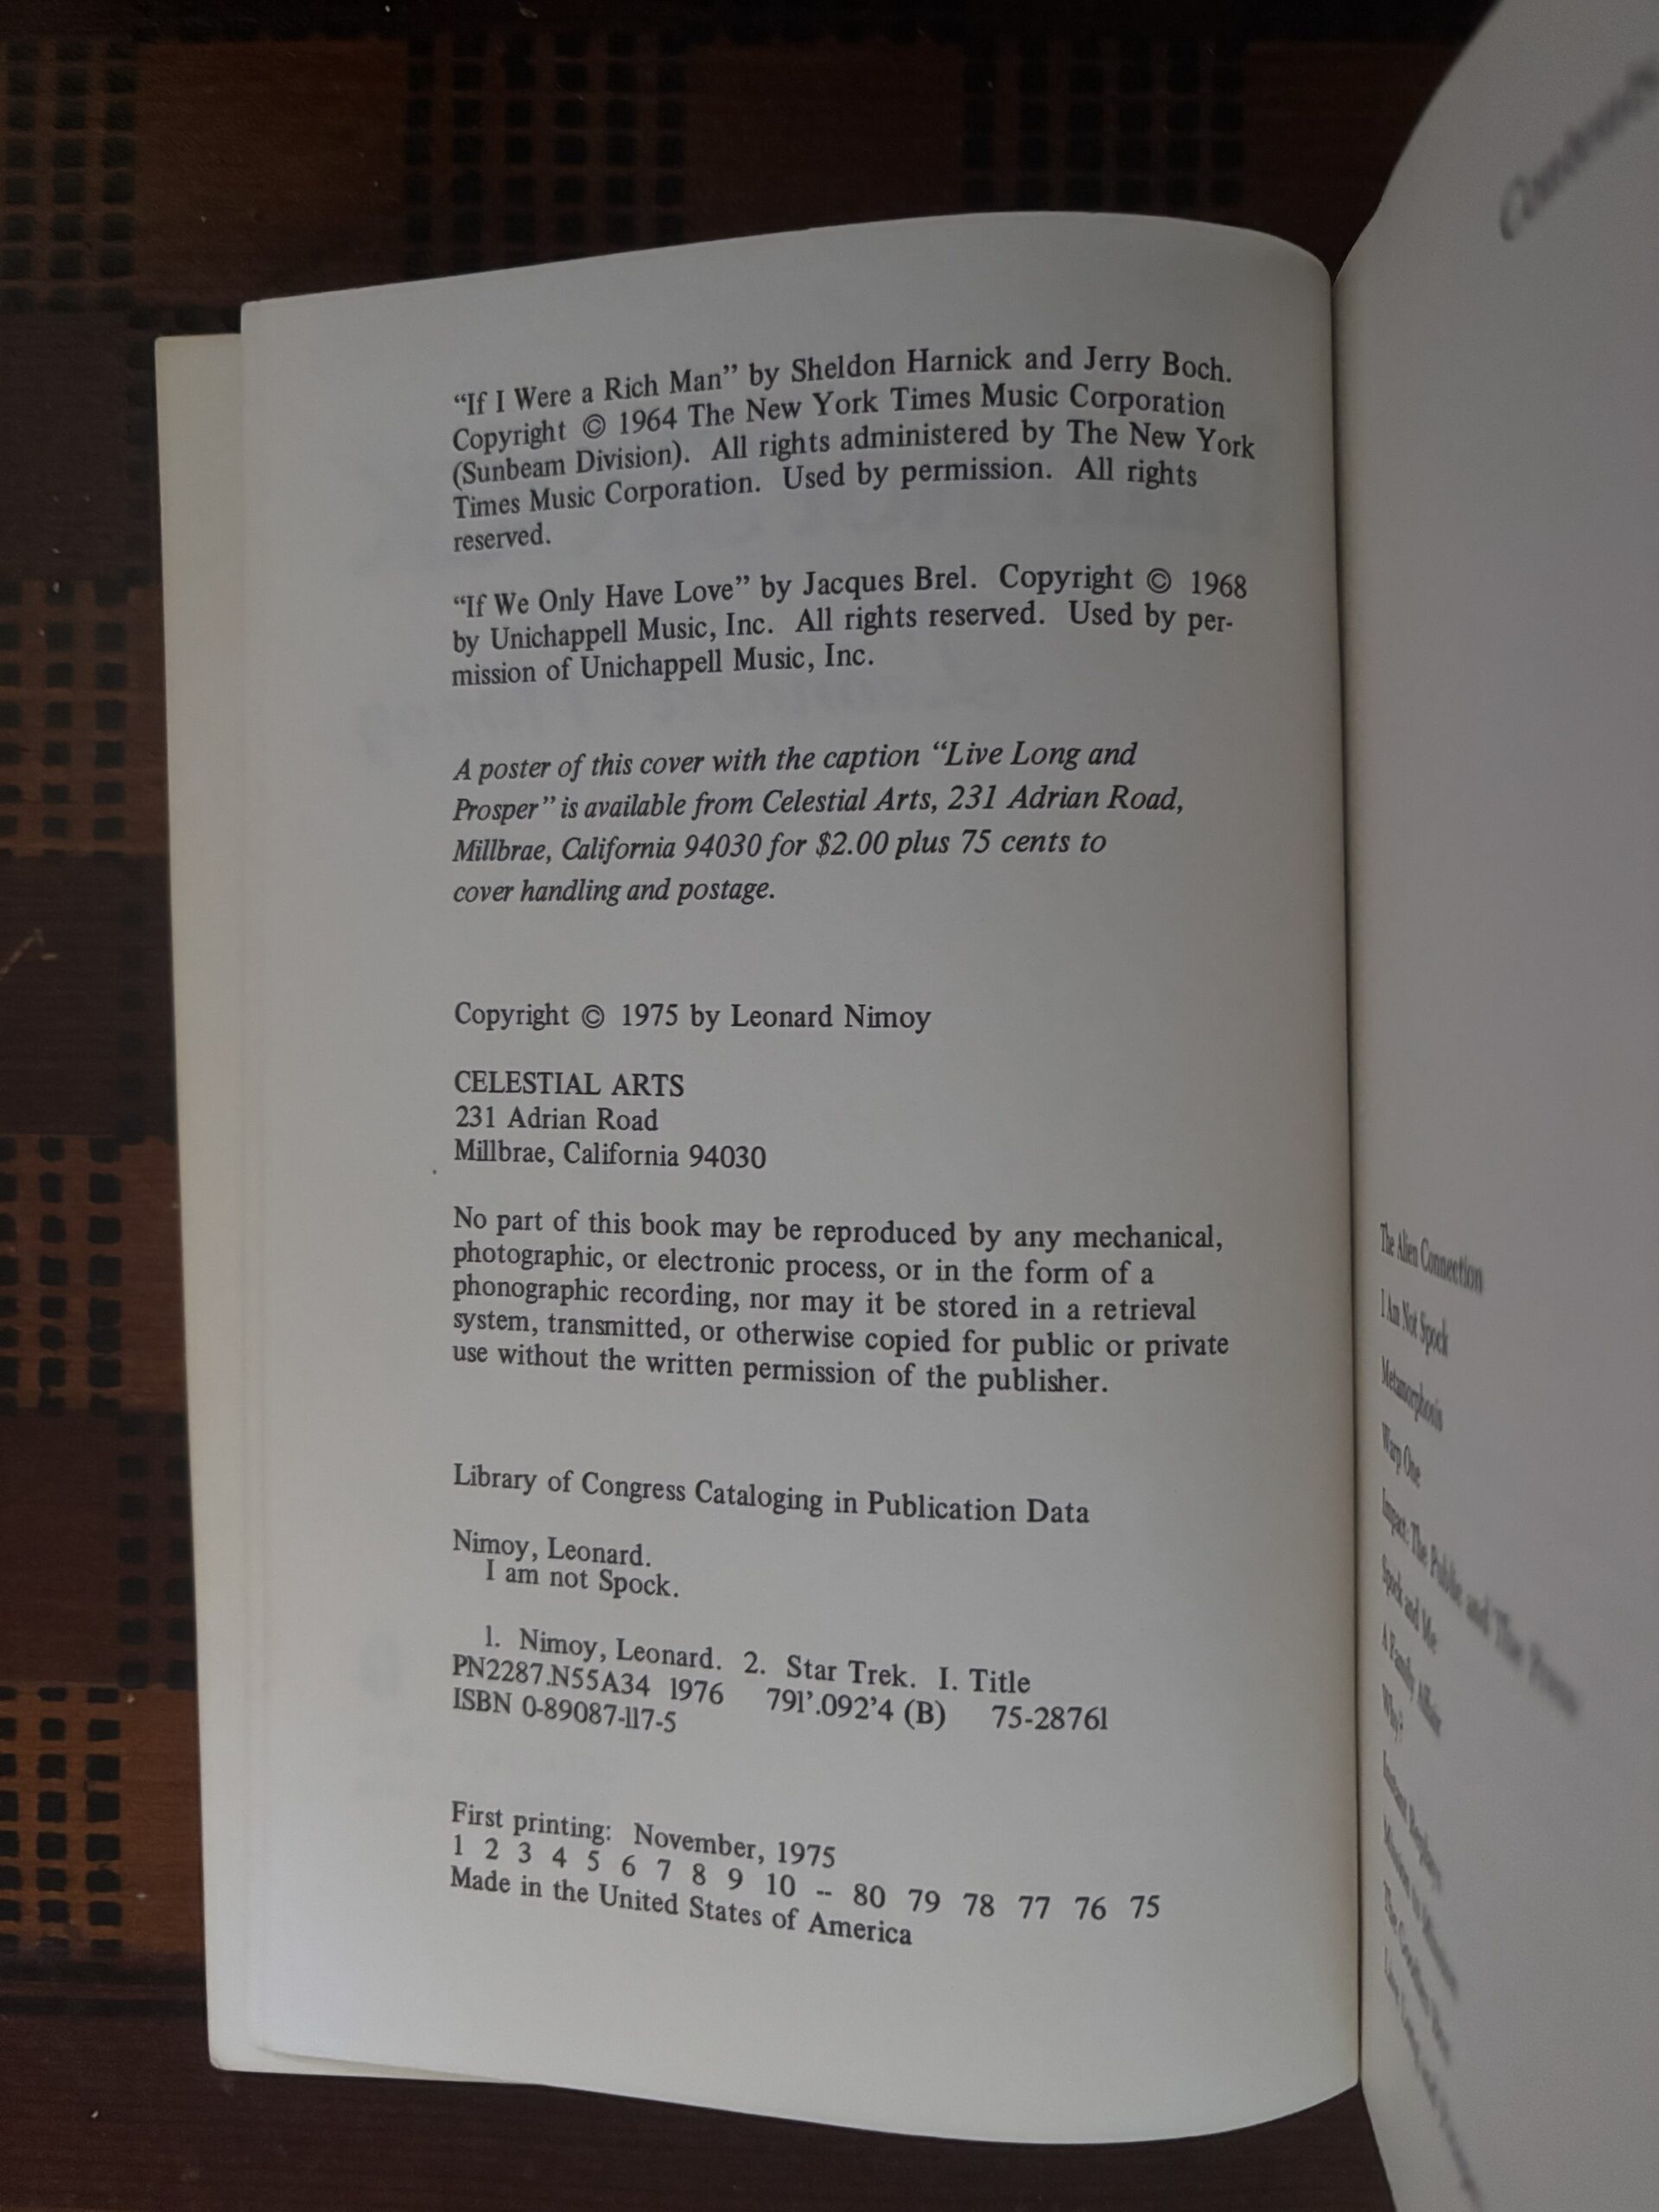 “If I Were a Rich Man” by Sheldon Harnick and Jerry Boch.
Copyright © 1964 The New York Times Music Corporation
(Sunbeam Division). All rights administered by The New York
Times Music Corporation. Used by permission. All rights
reserved.
“If We Only Have Love” by Jacques Brel. Copyright © 1968
by Unichappell Music, Inc. All rights reserved. Used by per-
mission of Unichappell Music, Inc.
A poster of this cover with the caption “Live Long and
Prosper” is available from Celestial Arts, 231 Adrian Road,
Millbrae, California 94030 for $2.00 plus 75 cents to
cover handling and postage.
Copyright © 1975 by Leonard Nimoy
CELESTIAL ARTS
231 Adrian Road
Millbrae, California 94030
No part of this book may be reproduced by any mechanical,
photographic, or electronic process, or in the form of a
phonographic recording, nor may it be stored in a retrieval
system, transmitted, or otherwise copied for public or private
use without the written permission of the publisher.
Library of Congress Cataloging in Publication Data
Nimoy, Leonard.
I am not Spock.
1. Nimoy, Leonard. 2. Star Trek. I. Title
PN2287.N55A34 1976 791’.092’4 (B) 75-28761
ISBN 0-89087-117-5
First printing: November, 1975
1 2 3 4 5 6 7 8 9 10 -- 80 79 78 77 76 75
Made in the United States of America
The Alien Connection
I Am Not Spock
Metamorphosis
Warp One
Impact: The Public and The Press
Spock and Me
A Family Affair
Why?